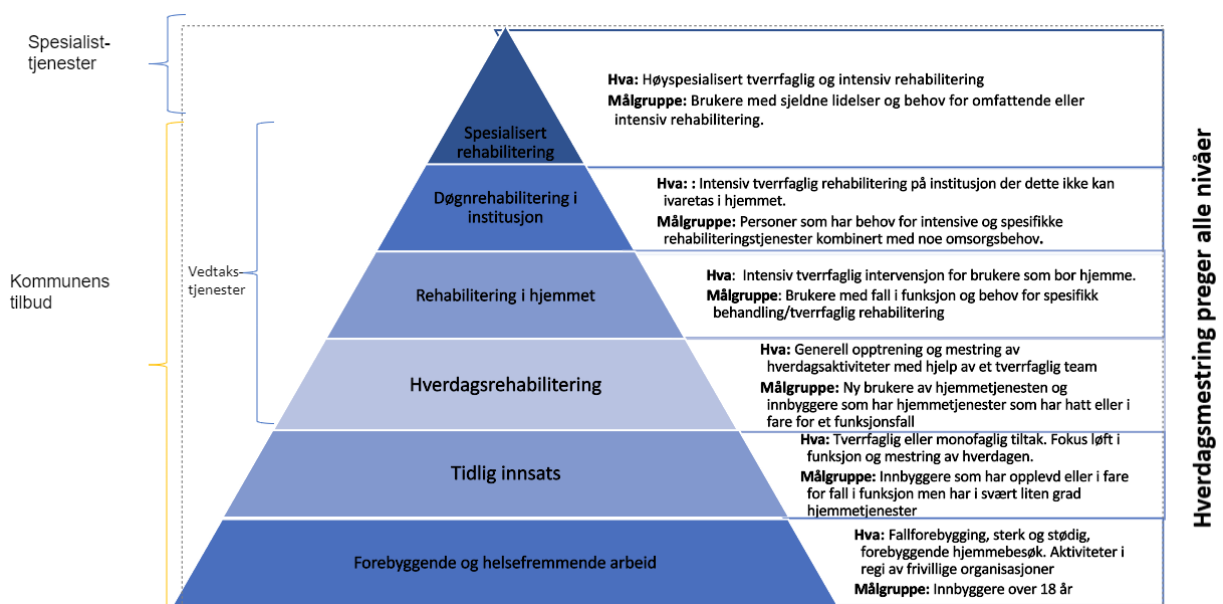 Spesialist-
tjenester
Kommunens
tilbud
Vedtaks-
tjenester
Spesialisert
rehabilitering
Hva: Høyspesialisert tverrfaglig og intensiv rehabilitering
Målgruppe: Brukere med sjeldne lidelser og behov for omfattende eller
intensiv rehabilitering.
Døgnrehabilitering i
institusjon
Hva: : Intensiv tverrfaglig rehabilitering på institusjon der dette ikke kan
ivaretas i hjemmet.
Målgruppe: Personer som har behov for intensive og spesifikke
rehabiliteringstjenester kombinert med noe omsorgsbehov.
Rehabilitering i hjemmet
Hva: Intensiv tverrfaglig intervensjon for brukere som bor hjemme.
Målgruppe: Brukere med fall i funksjon og behov for spesifikk
behandling/tverrfaglig rehabilitering
Hverdagsrehabilitering
Hva: Generell opptrening og mestring av
hverdagsaktiviteter med hjelp av et tverrfaglig team
Målgruppe: Ny brukere av hjemmetjenesten og
innbyggere som har hjemmetjenester som har hatt eller i
fare for et funksjonsfall
Tidlig innsats
Hva: Tverrfaglig eller monofaglig tiltak. Fokus løft i
funksjon og mestring av hverdagen.
Målgruppe: Innbyggere som har opplevd eller i fare
for fall i funksjon men har i svært liten grad
hjemmetjenester
Forebyggende og helsefremmende arbeid
Hva: Fallforebygging, sterk og stødig,
forebyggende hjemmebesøk. Aktiviteter i
regi av frivillige organisasjoner
Målgruppe: Innbyggere over 18 år
Hverdagsmestring preger alle nivåer